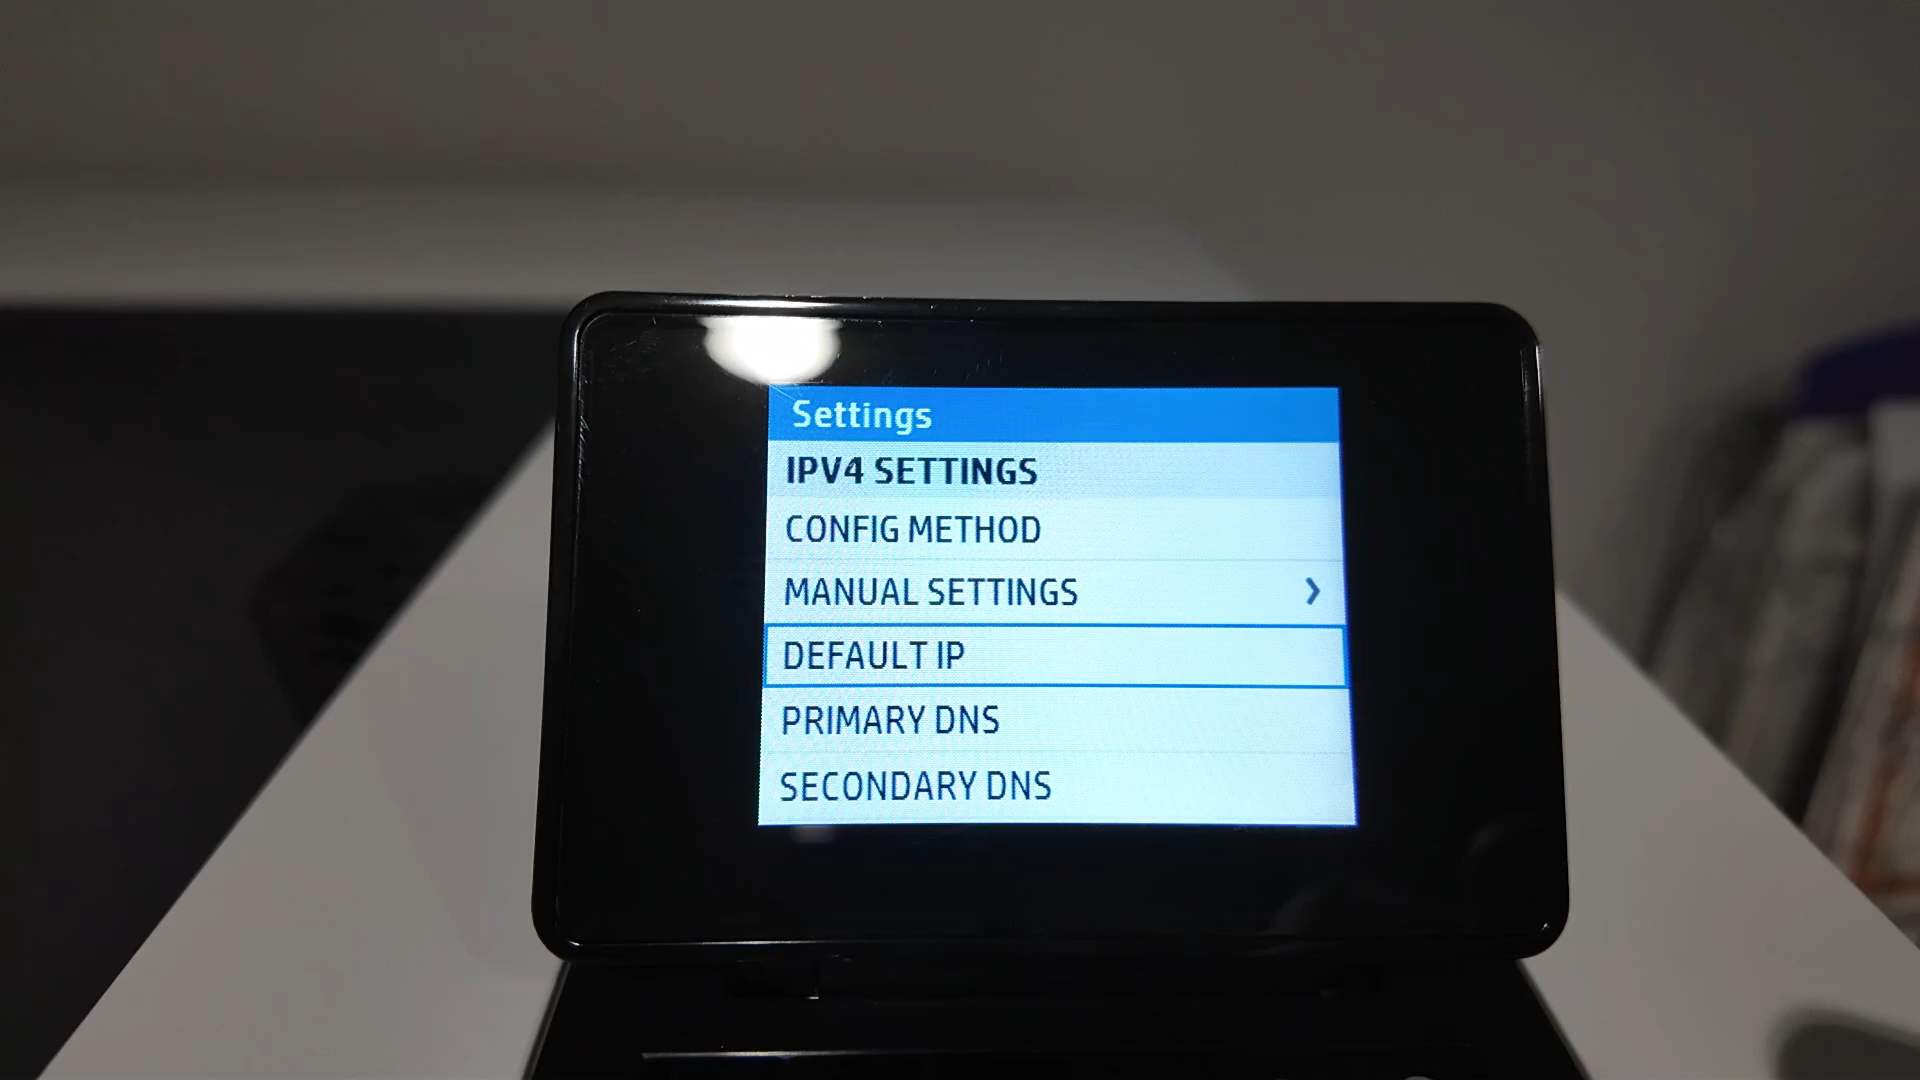 Settings
IPV4 SETTINGS
CONFIG METHOD
MANUAL SETTINGS
DEFAULT IP
PRIMARY DNS
SECONDARY DNS